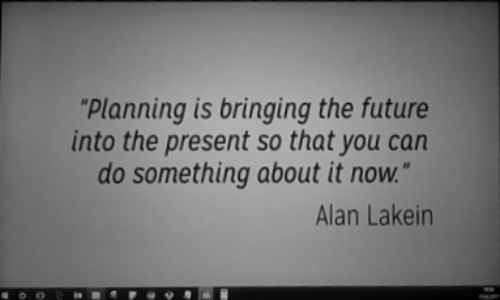 "Planning is bringing the future
into the present so that you can
do something about it now."
Alan Lakein